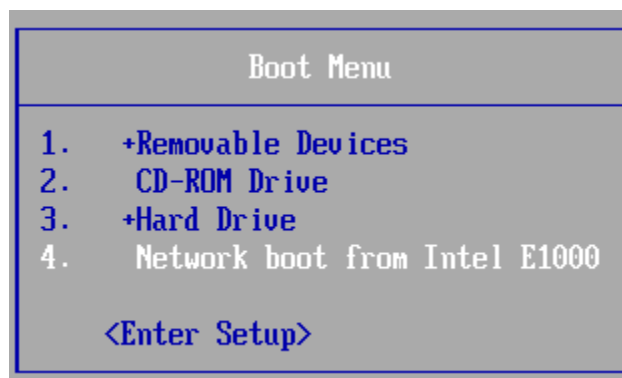 Boot Menu
1. +Removable Devices
2. CD-ROM Drive
3. +Hard Drive
4. Network boot from Intel E1000
<Enter Setup>